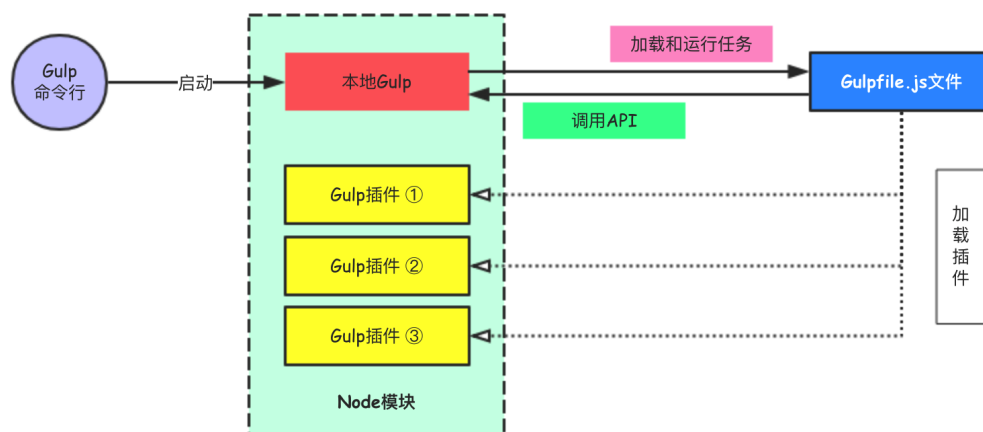 Gulp
命令行
启动
本地Gulp
加载和运行任务
Gulpfile.js文件
调用API
Gulp插件 ①
Gulp插件 ②
Gulp插件 ③
加
载
插
件
Node模块